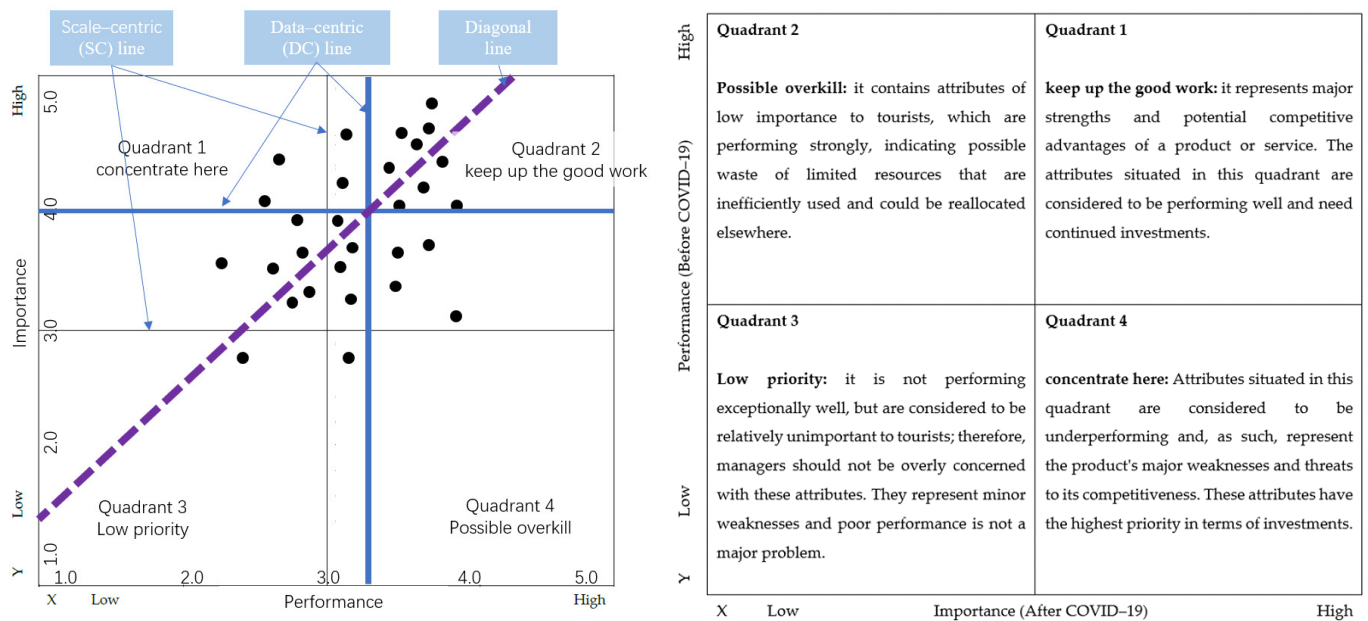 Scale–centric
(SC) line
Data–centric
(DC) line
Diagonal
line
High
5.0
Quadrant 1
concentrate here
Quadrant 2
keep up the good work
4.0
Importance
3.0
2.0
Low
Quadrant 3
Low priority
Quadrant 4
Possible overkill
1.0
Y
1.0
2.0
3.0
4.0
5.0
X
Low
Performance
High
High
Performance (Before COVID–19)
Low
Y
Quadrant 2
Possible overkill: it contains attributes of
low importance to tourists, which are
performing strongly, indicating possible
waste of limited resources that are
inefficiently used and could be reallocated
elsewhere.
Quadrant 1
keep up the good work: it represents major
strengths and potential competitive
advantages of a product or service. The
attributes situated in this quadrant are
considered to be performing well and need
continued investments.
Quadrant 3
Low priority: it is not performing
exceptionally well, but are considered to be
relatively unimportant to tourists; therefore,
managers should not be overly concerned
with these attributes. They represent minor
weaknesses and poor performance is not a
major problem.
Quadrant 4
concentrate here: Attributes situated in this
quadrant are considered to be
underperforming and, as such, represent
the product's major weaknesses and threats
to its competitiveness. These attributes have
the highest priority in terms of investments.
X
Low
Importance (After COVID–19)
High